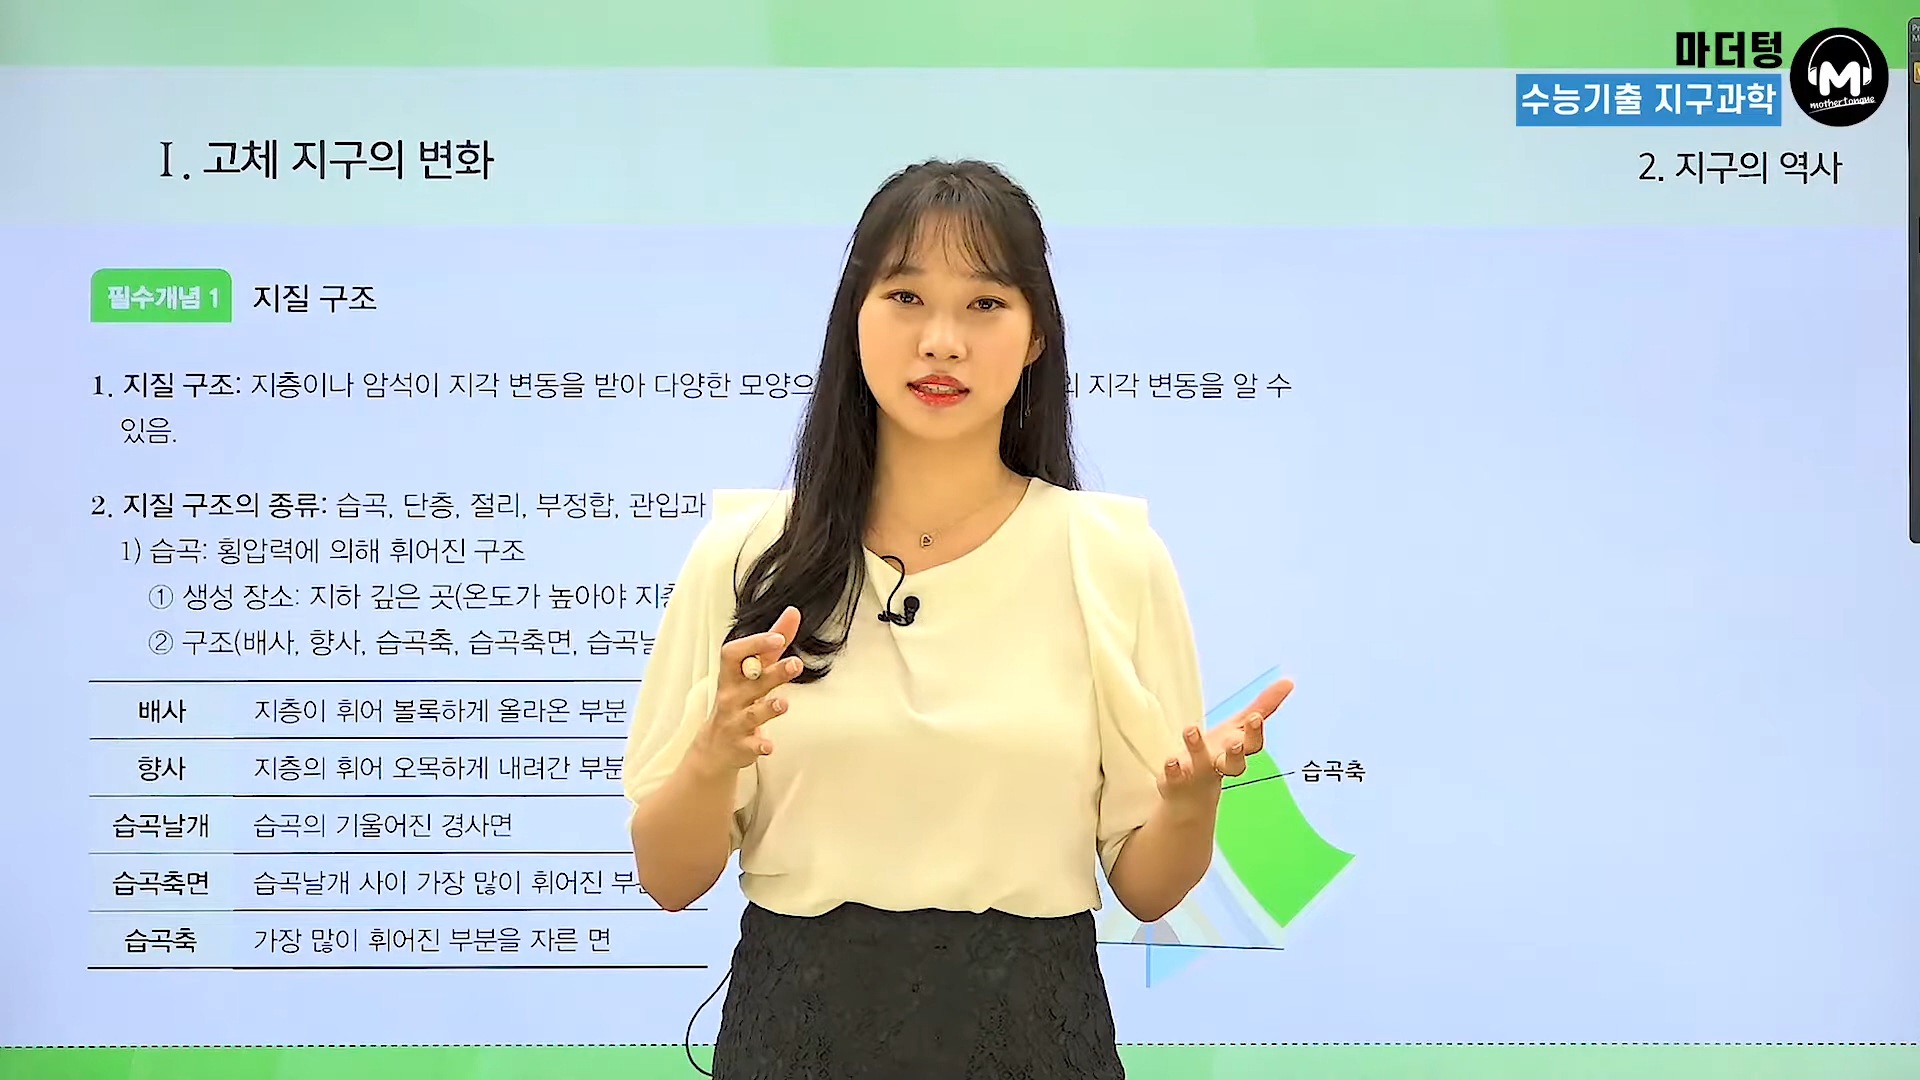 마더텅
수능기출 지구과학
M
mothertongue
Ⅰ. 고체 지구의 변화
2. 지구의 역사
필수개념 1 지질 구조
1. 지질 구조: 지층이나 암석이 지각 변동을 받아 다양한 모양으 지각 변동을 알 수
있음.
2. 지질 구조의 종류: 습곡, 단층, 절리, 부정합, 관입과
1) 습곡: 횡압력에 의해 휘어진 구조
① 생성 장소: 지하 깊은 곳(온도가 높아야
② 구조(배사, 향사, 습곡축, 습곡축면,
배사 지층이 휘어 볼록하게 올라온 부분
향사 지층의 휘어 오목하게 내려간 부분
습곡날개 습곡의 기울어진 경사면
습곡축면 습곡날개 사이 가장 많이 휘어진
습곡축 가장 많이 휘어진 부분을 자른 면
습곡축